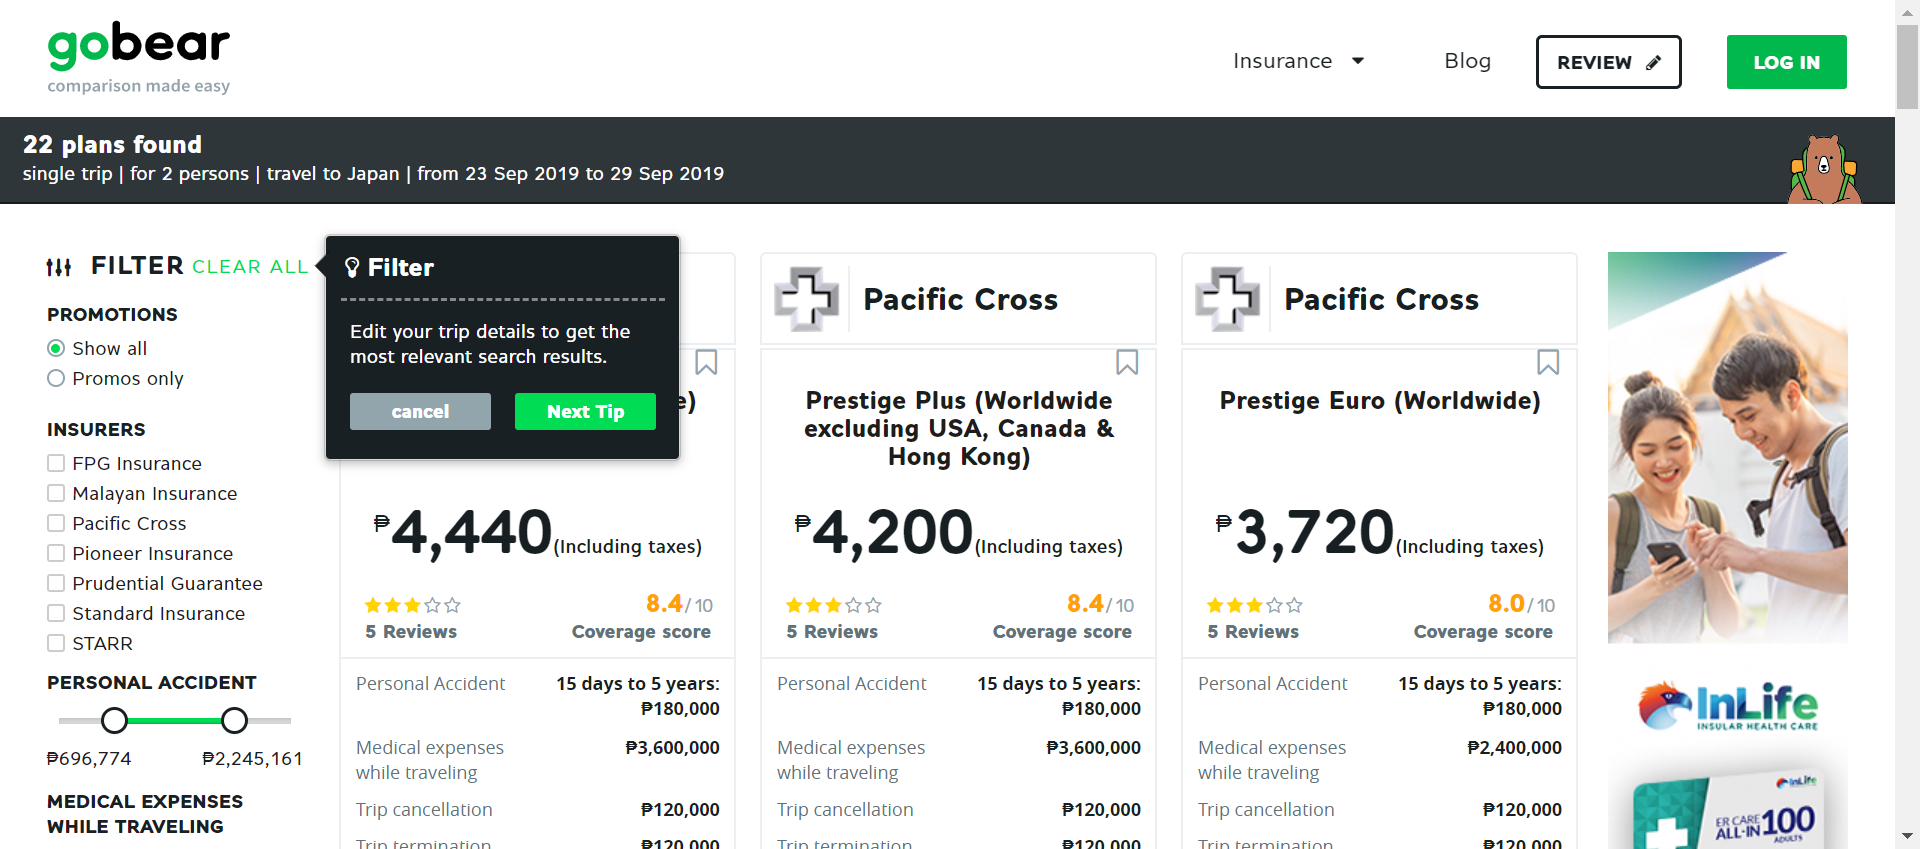 gobear
comparison made easy
Insurance
Blog
REVIEW
LOG IN
22 plans found
single trip | for 2 persons | travel to Japan | from 23 Sep 2019 to 29 Sep 2019
FILTER CLEAR ALL
PROMOTIONS
Show all
Promos only
INSURERS
FPG Insurance
Malayan Insurance
Pacific Cross
Pioneer Insurance
Prudential Guarantee
Standard Insurance
STARR
PERSONAL ACCIDENT
₱696,774 ₱2,245,161
MEDICAL EXPENSES
WHILE TRAVELING
Filter
Edit your trip details to get the
most relevant search results.
cancel
Next Tip
e)
₱4,440 (Including taxes)
8.4/10
5 Reviews
Coverage score
Personal Accident
15 days to 5 years:
₱180,000
Medical expenses
while traveling
₱3,600,000
Trip cancellation
₱120,000
Trip termination
₱120,000
Pacific Cross
Prestige Plus (Worldwide
excluding USA, Canada &
Hong Kong)
₱4,200 (Including taxes)
8.4/10
5 Reviews
Coverage score
Personal Accident
15 days to 5 years:
₱180,000
Medical expenses
while traveling
₱3,600,000
Trip cancellation
₱120,000
Trip termination
₱120,000
Pacific Cross
Prestige Euro (Worldwide)
₱3,720 (Including taxes)
8.0/10
5 Reviews
Coverage score
Personal Accident
15 days to 5 years:
₱180,000
Medical expenses
while traveling
₱2,400,000
Trip cancellation
₱120,000
Trip termination
₱120,000
InLife
INSULAR HEALTH CARE
InLife
ER CARE
ALL-IN 100
ADULTS